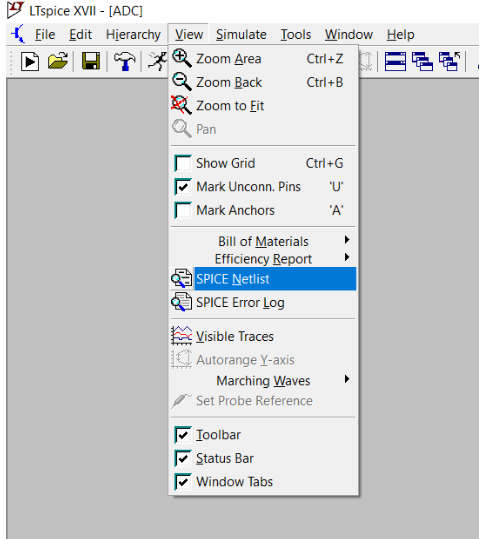 LTspice XVII - [ADC]
File Edit Hierarchy View Simulate Tools Window Help
Zoom Area Ctrl+Z
Zoom Back Ctrl+B
Zoom to Fit
Pan
Show Grid Ctrl+G
Mark Unconn. Pins 'U'
Mark Anchors 'A'
Bill of Materials
Efficiency Report
SPICE Netlist
SPICE Error Log
Visible Traces
Autorange Y-axis
Marching Waves
Set Probe Reference
Toolbar
Status Bar
Window Tabs